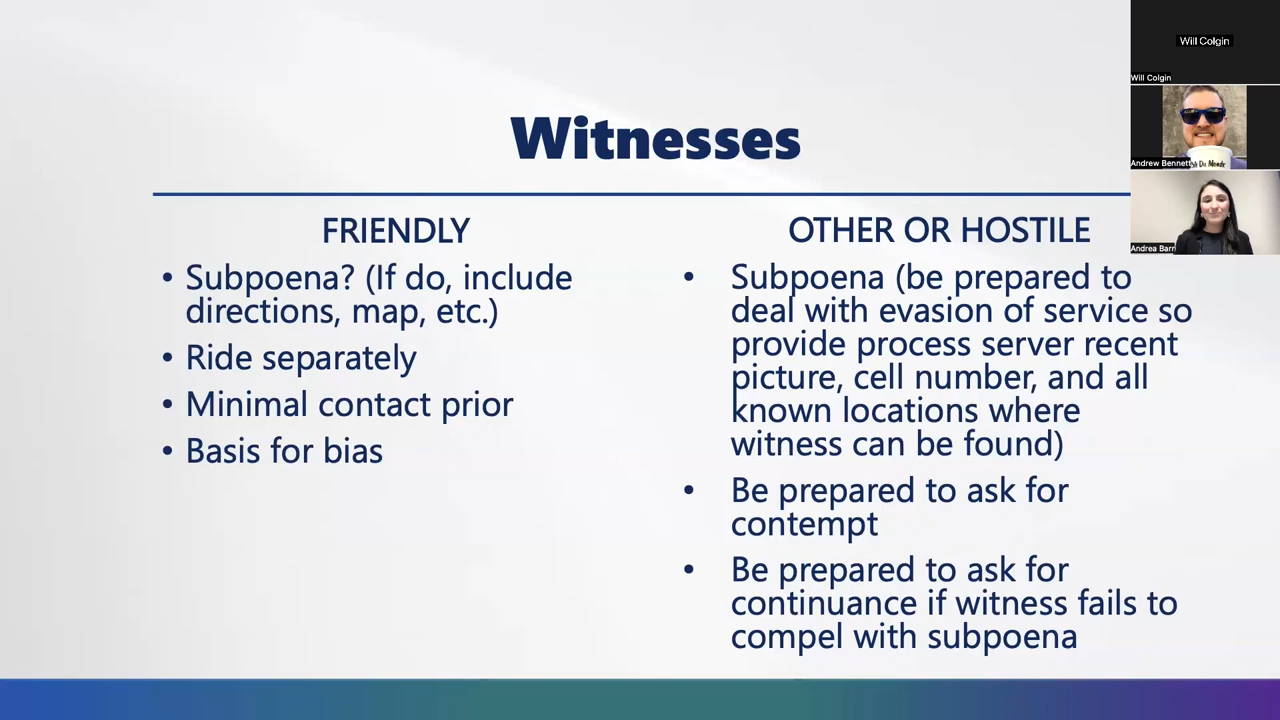 Witnesses
FRIENDLY
• Subpoena? (If do, include
directions, map, etc.)
• Ride separately
• Minimal contact prior
• Basis for bias
OTHER OR HOSTILE
• Subpoena (be prepared to
deal with evasion of service so
provide process server recent
picture, cell number, and all
known locations where
witness can be found)
• Be prepared to ask for
contempt
• Be prepared to ask for
continuance if witness fails to
compel with subpoena
Will Colgin
Will Colgin
Andrew Bennett
Du Monde
Andrea Barr